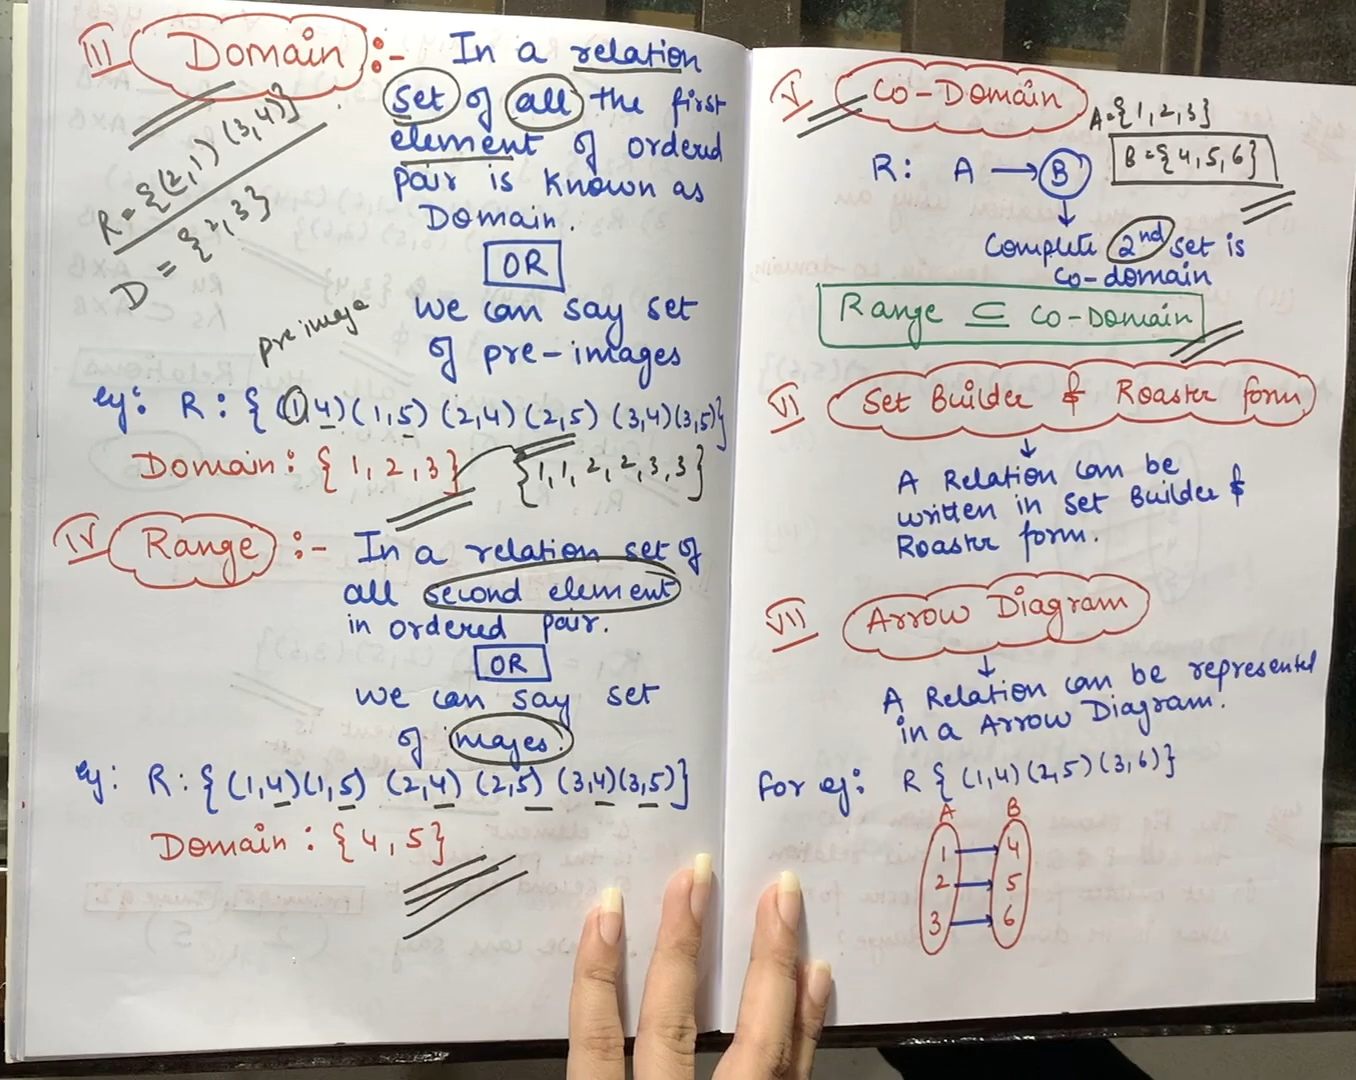 III Domain :- In a relation
set of all the first
element of ordered
pair is known as
Domain.
R = {(2,1) (3,4)}
D = {2,3}
OR
we can say set
of pre-images
preimage
eg: R : { (1,4) (1,5) (2,4) (2,5) (3,4)(3,5)}
Domain : { 1, 2, 3} {1,1,2,2,3,3}
IV Range :- In a relation set of
all second element
in ordered pair.
OR
we can say set
of images.
eg: R : {(1,4)(1,5) (2,4) (2,5) (3,4)(3,5)}
Domain : {4,5}
V Co-Domain
A={1,2,3}
B={4,5,6}
R: A → B
↓
Complete 2nd set is
co-domain
Range ⊆ Co-Domain
VI Set Builder & Roaster form
↓
A Relation can be
written in Set Builder &
Roaster form.
VII Arrow Diagram
↓
A Relation can be represented
in a Arrow Diagram.
For eg: R { (1,4) (2,5) (3,6)}
A B
1 → 4
2 → 5
3 → 6